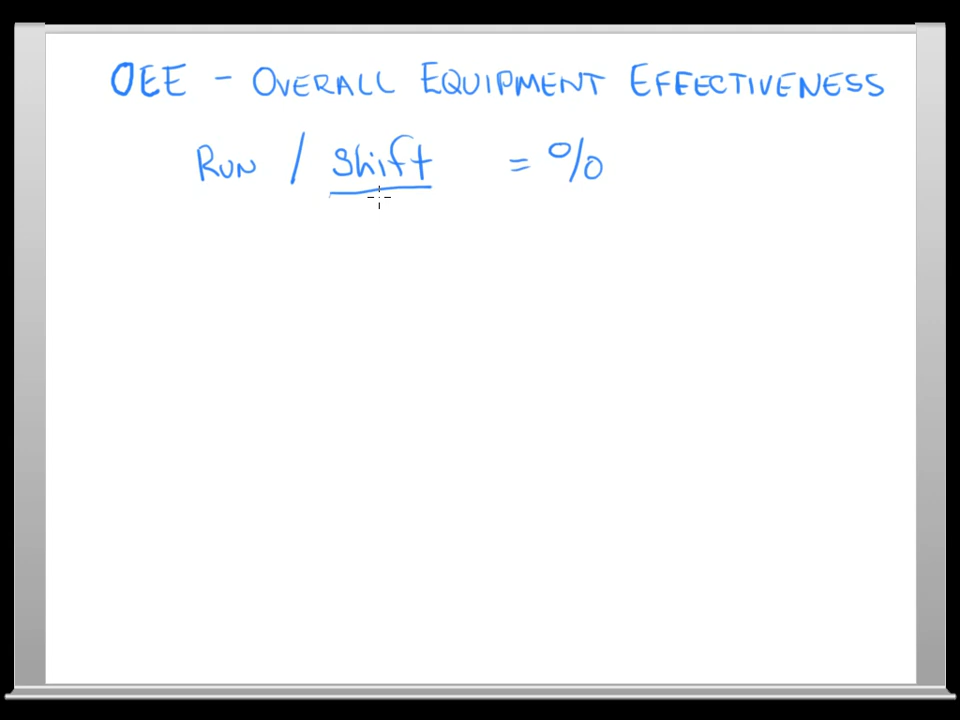 OEE - OVERALL EQUIPMENT EFFECTIVENESS
RUN / Shift = %